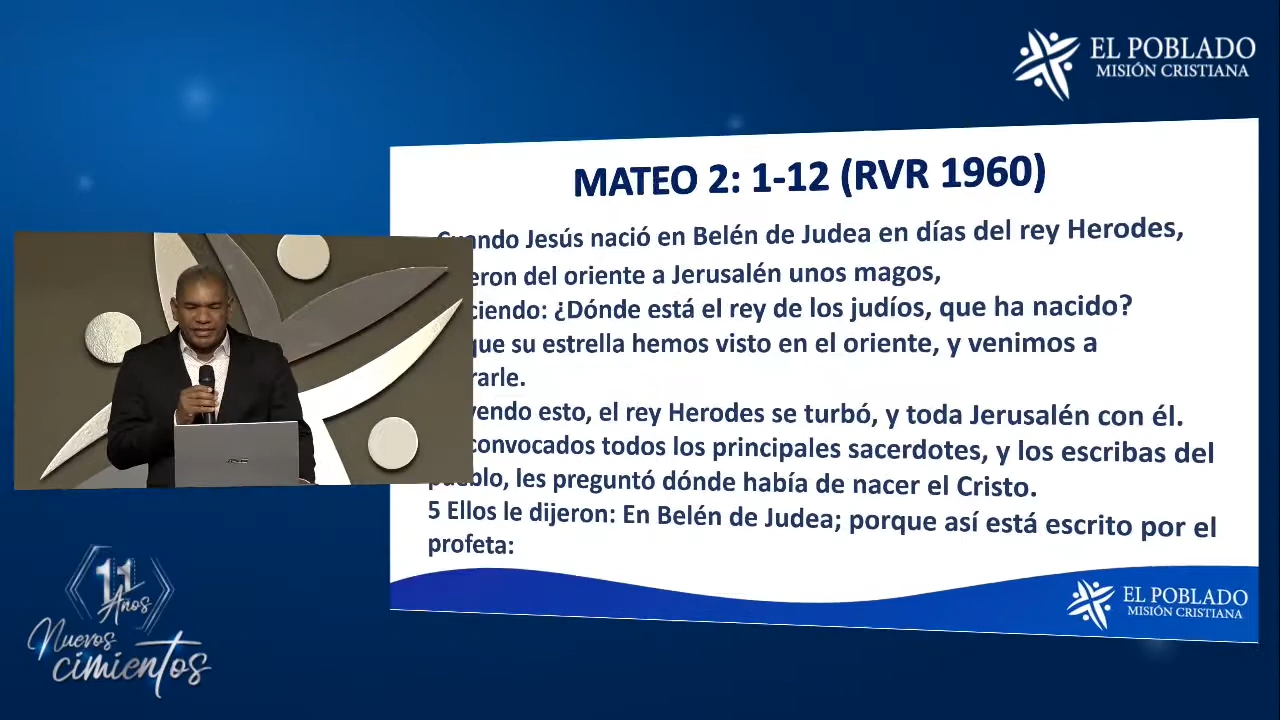 EL POBLADO
MISIÓN CRISTIANA
MATEO 2: 1-12 (RVR 1960)
Jesús nació en Belén de Judea en días del rey Herodes,
del oriente a Jerusalén unos magos,
¿Dónde está el rey de los judíos, que ha nacido?
su estrella hemos visto en el oriente, y venimos a
esto, el rey Herodes se turbó, y toda Jerusalén con él.
convocados todos los principales sacerdotes, y los escribas del
pueblo, les preguntó dónde había de nacer el Cristo.
5 Ellos le dijeron: En Belén de Judea; porque así está escrito por el
profeta:
EL POBLADO
MISIÓN CRISTIANA
11
Años
Nuevos
cimientos
ASUS